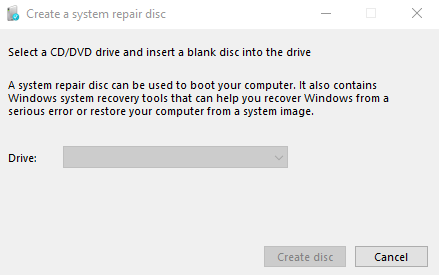 Create a system repair disc
Select a CD/DVD drive and insert a blank disc into the drive
A system repair disc can be used to boot your computer. It also contains
Windows system recovery tools that can help you recover Windows from a
serious error or restore your computer from a system image.
Drive:
Create disc
Cancel